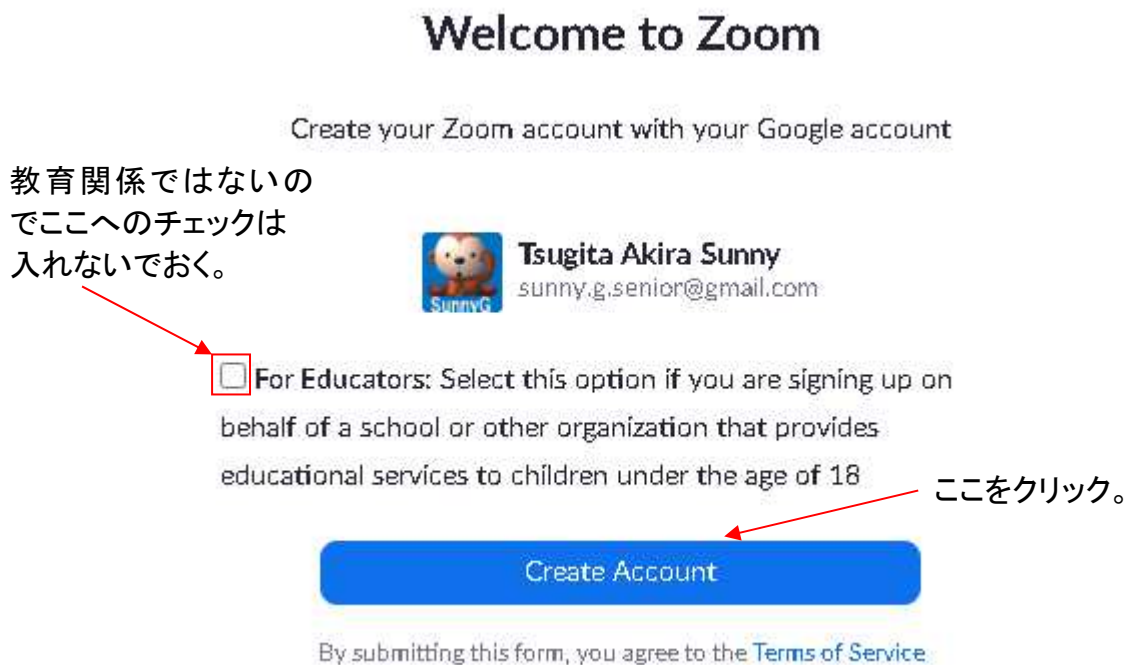 Welcome to Zoom
Create your Zoom account with your Google account
教育関係ではないの
でここへのチェックは
入れないでおく。
Tsugita Akira Sunny
sunny.g.senior@gmail.com
SunnyG
For Educators: Select this option if you are signing up on
behalf of a school or other organization that provides
educational services to children under the age of 18
ここをクリック。
Create Account
By submitting this form, you agree to the Terms of Service